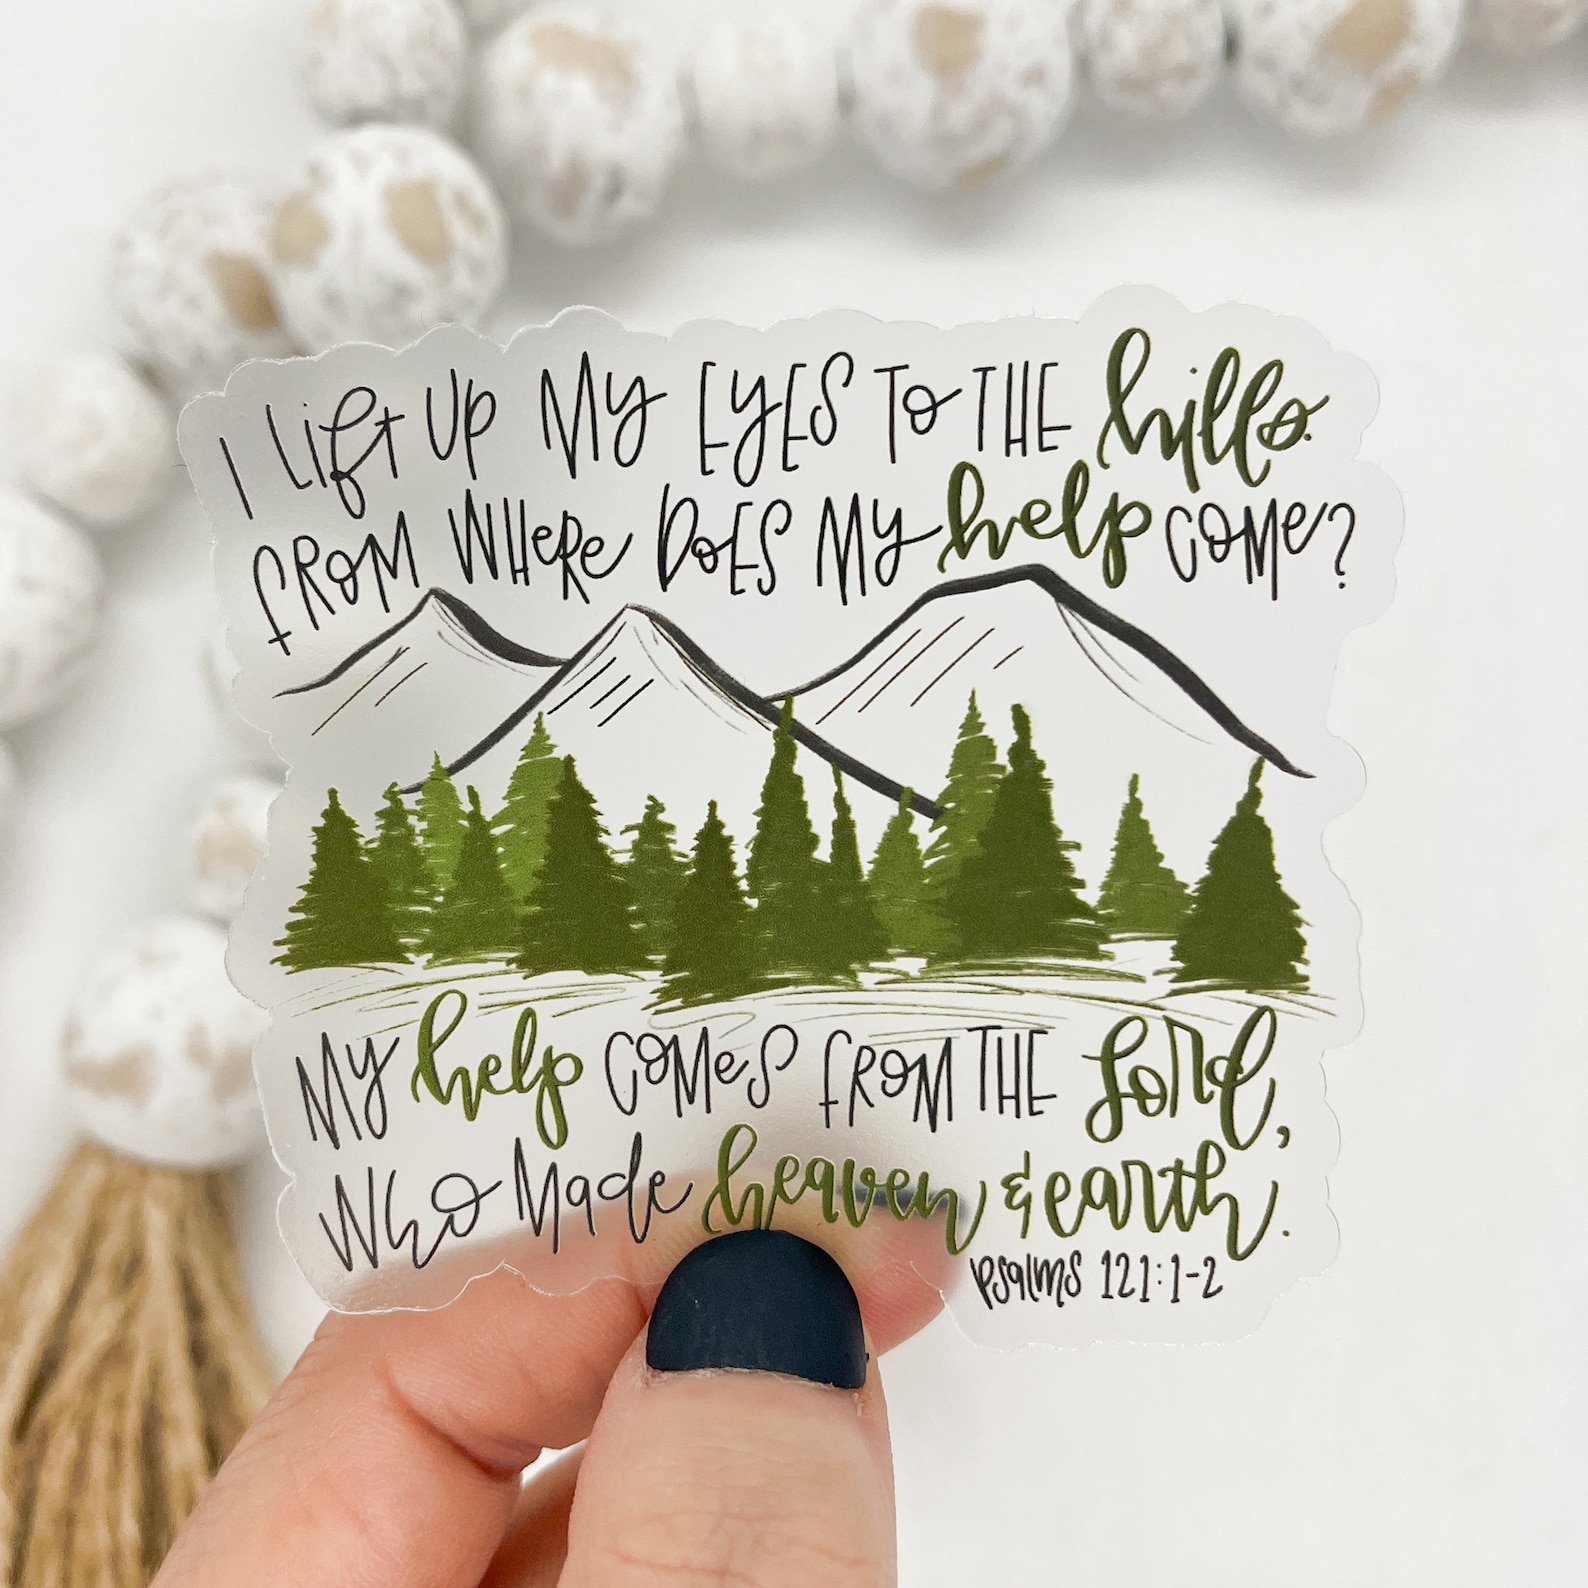 I Lift UP MY EYES TO THE hills.
FROM WHERE DOES MY help COME?
MY help COMES FROM THE Lord,
Who Made heaven & earth.
Psalms 121:1-2